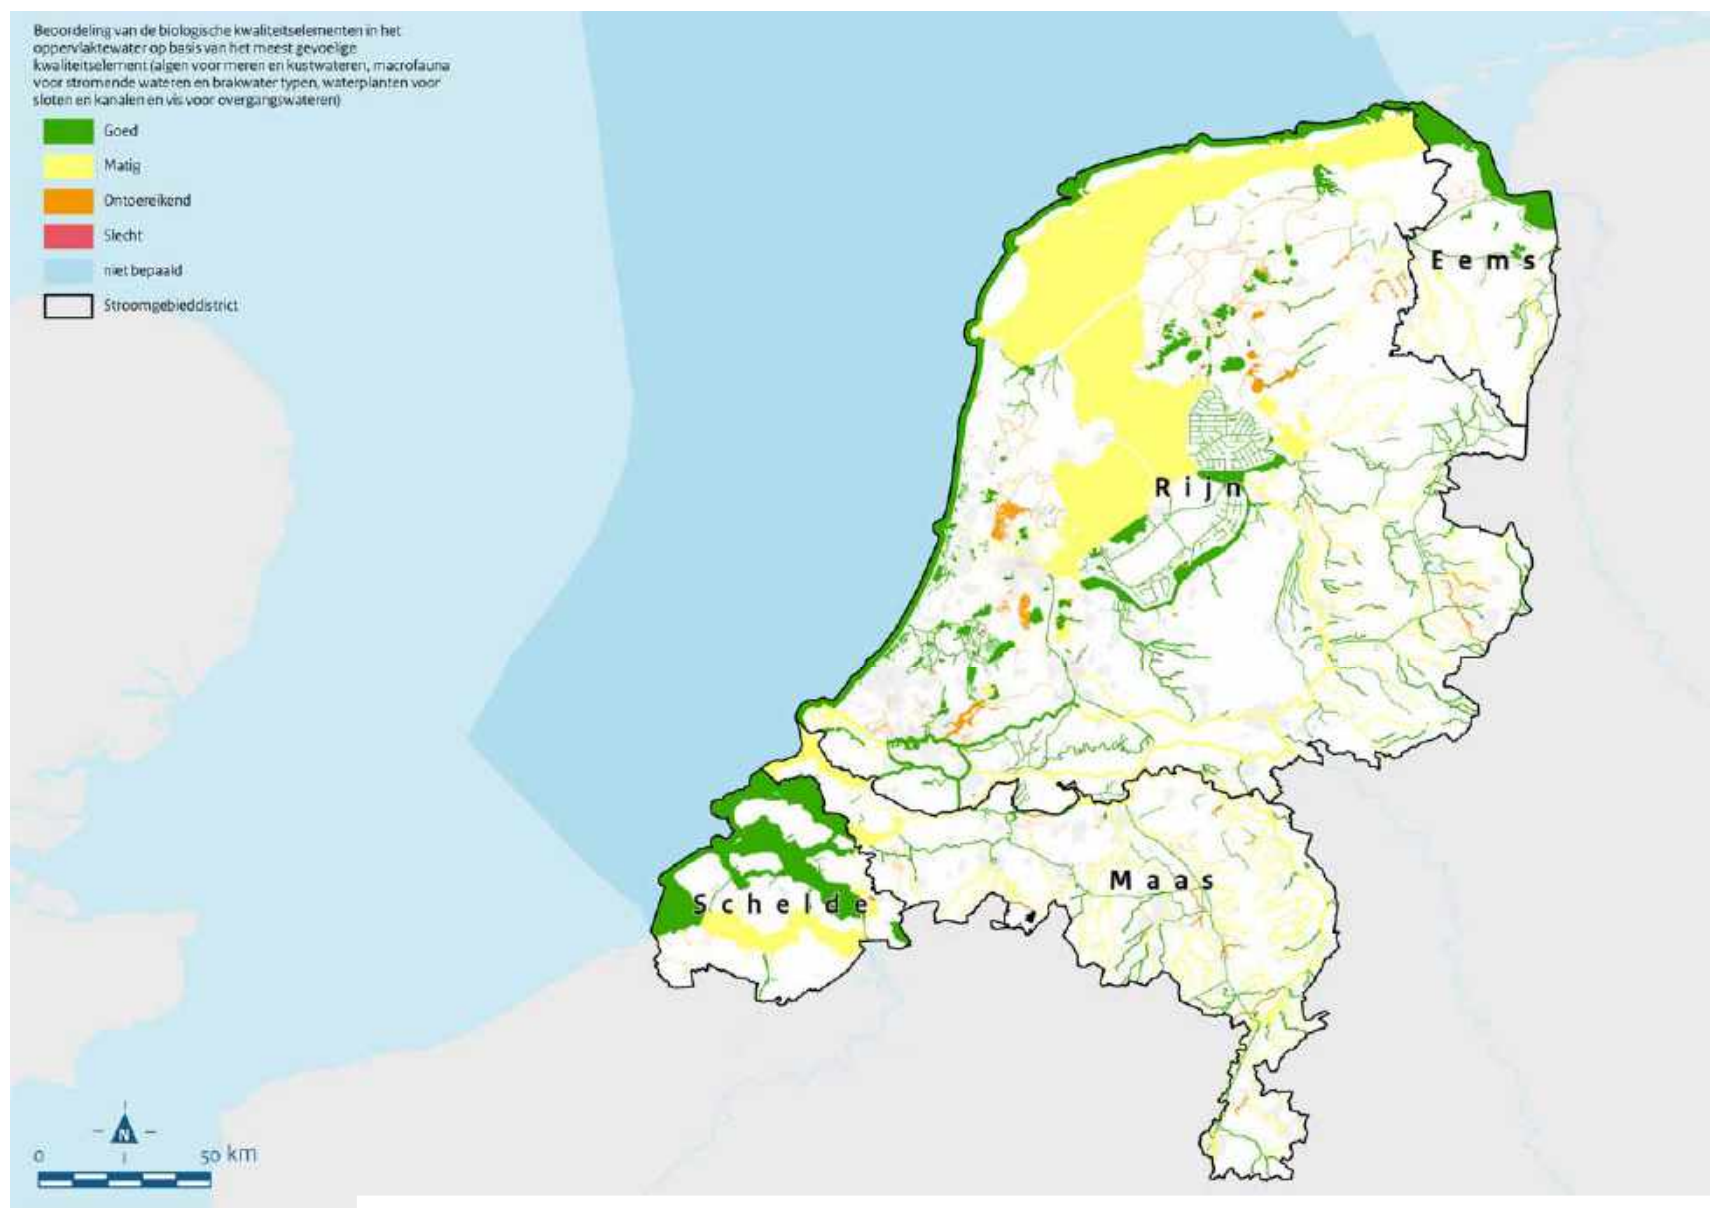 Beoordeling van de biologische kwaliteitselementen in het
oppervlaktewater op basis van het meest gevoelige
kwaliteitselement (algen voor meren en kustwateren, macrofauna
voor stromende wateren en brakwater typen, waterplanten voor
sloten en kanalen en vis voor overgangswateren)
Goed
Matig
Ontoereikend
Slecht
niet bepaald
Stroomgebieddistrict
Eems
Rijn
Maas
Schelde
N
0 50 km